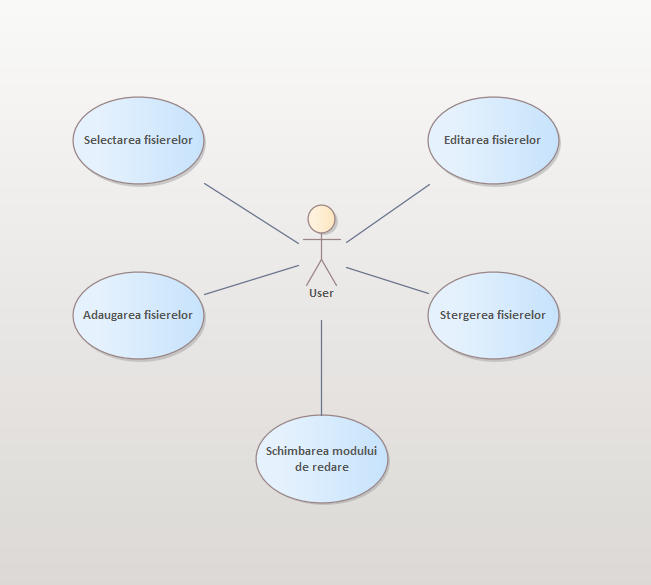 Selectarea fisierelor
Editarea fisierelor
User
Adaugarea fisierelor
Stergerea fisierelor
Schimbarea modului
de redare